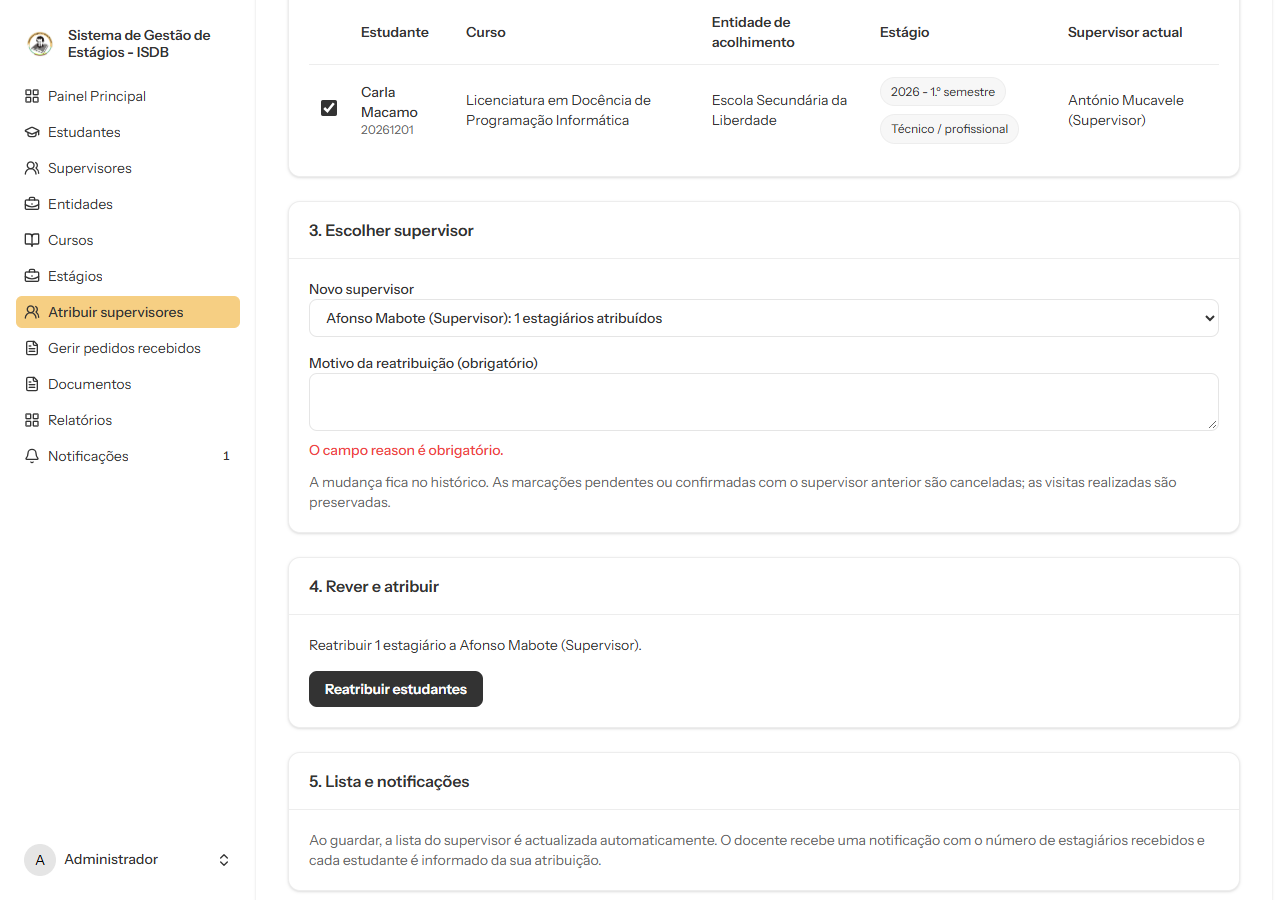 Sistema de Gestão de
Estágios - ISDB
Painel Principal
Estudantes
Supervisores
Entidades
Cursos
Estágios
Atribuir supervisores
Gerir pedidos recebidos
Documentos
Relatórios
Notificações 1
A Administrador
Estudante Curso Entidade de acolhimento Estágio Supervisor actual
Carla
Macamo
20261201
Licenciatura em Docência de
Programação Informática
Escola Secundária da
Liberdade
2026 - 1.º semestre
Técnico / profissional
António Mucavele
(Supervisor)
3. Escolher supervisor
Novo supervisor
Afonso Mabote (Supervisor): 1 estagiários atribuídos
Motivo da reatribuição (obrigatório)
O campo reason é obrigatório.
A mudança fica no histórico. As marcações pendentes ou confirmadas com o supervisor anterior são canceladas; as visitas realizadas são
preservadas.
4. Rever e atribuir
Reatribuir 1 estagiário a Afonso Mabote (Supervisor).
Reatribuir estudantes
5. Lista e notificações
Ao guardar, a lista do supervisor é actualizada automaticamente. O docente recebe uma notificação com o número de estagiários recebidos e
cada estudante é informado da sua atribuição.